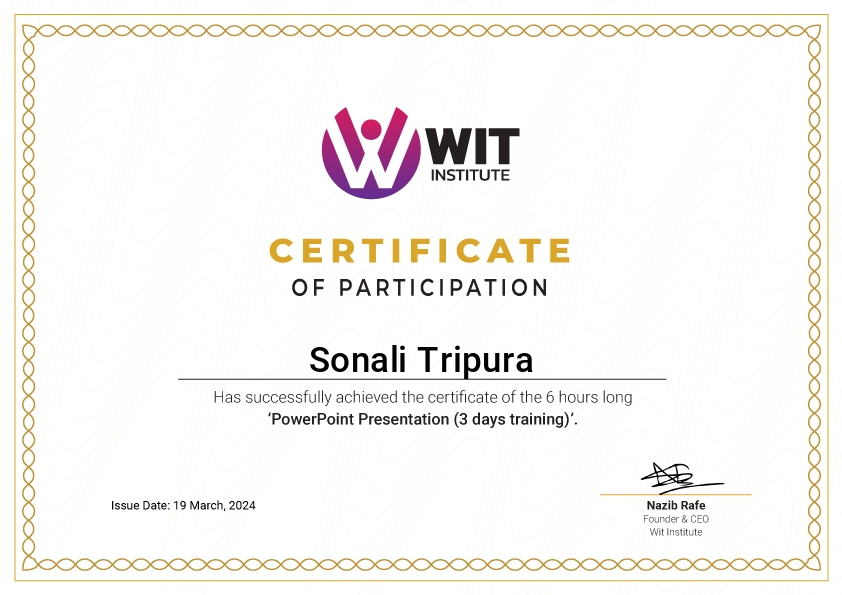 WIT
INSTITUTE
CERTIFICATE
OF PARTICIPATION
Sonali Tripura
Has successfully achieved the certificate of the 6 hours long
‘PowerPoint Presentation (3 days training)’.
Issue Date: 19 March, 2024
Nazib Rafe
Founder & CEO
Wit Institute